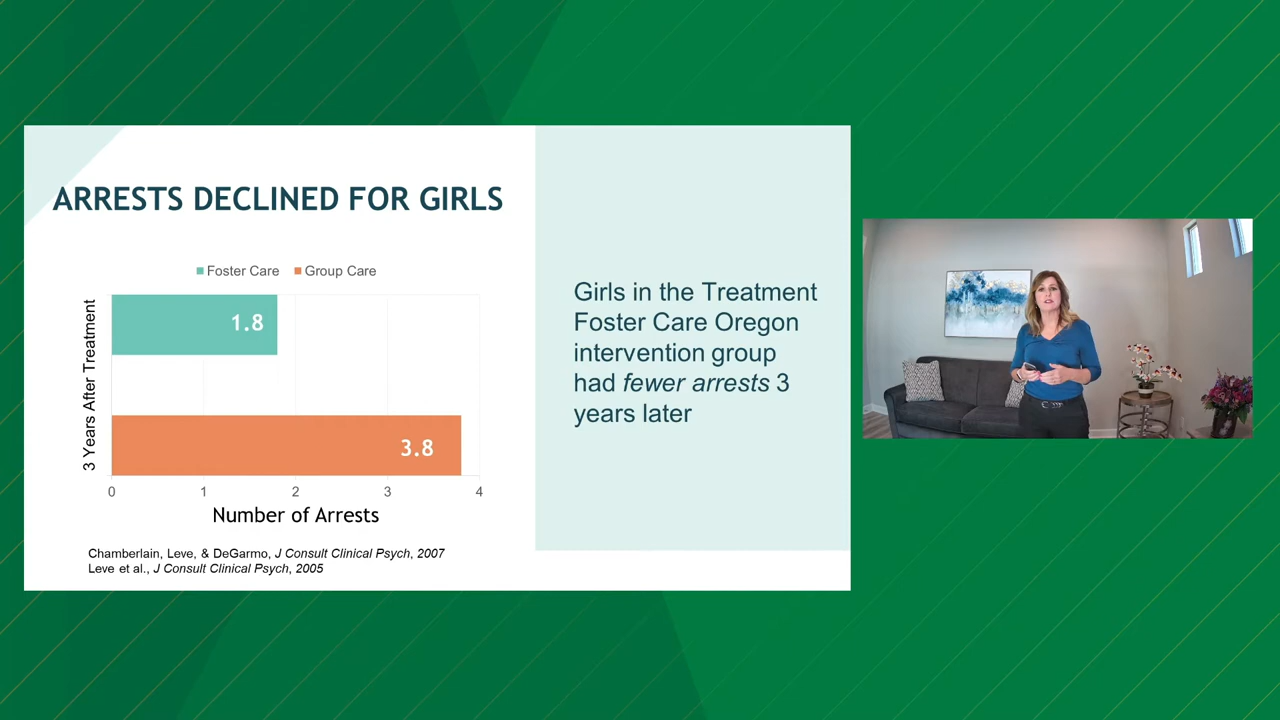 ARRESTS DECLINED FOR GIRLS
Foster Care
Group Care
3 Years After Treatment
1.8
3.8
0
1
2
3
4
Number of Arrests
Chamberlain, Leve, & DeGarmo, J Consult Clinical Psych, 2007
Leve et al., J Consult Clinical Psych, 2005
Girls in the Treatment
Foster Care Oregon
intervention group
had fewer arrests 3
years later